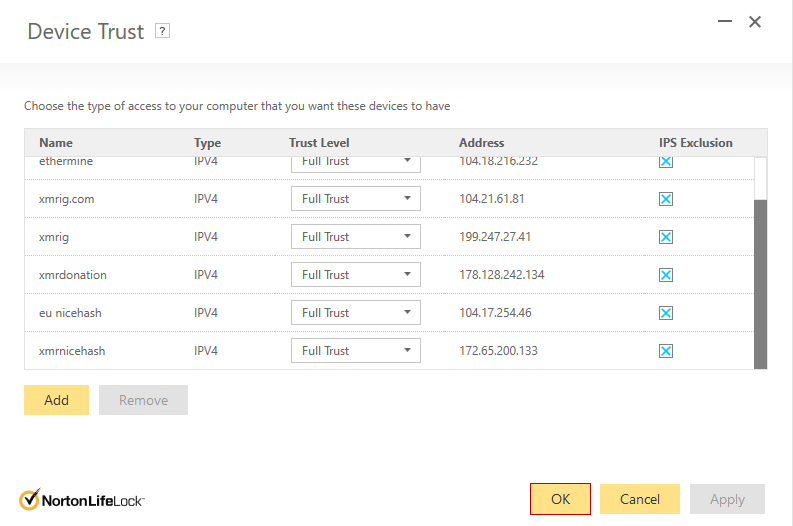 Device Trust ?
Choose the type of access to your computer that you want these devices to have
Name Type Trust Level Address IPS Exclusion
ethermine IPV4 Full Trust 104.18.216.232
xmrig.com IPV4 Full Trust 104.21.61.81
xmrig IPV4 Full Trust 199.247.27.41
xmrdonation IPV4 Full Trust 178.128.242.134
eu nicehash IPV4 Full Trust 104.17.254.46
xmrnicehash IPV4 Full Trust 172.65.200.133
Add Remove
NortonLifeLock OK Cancel Apply